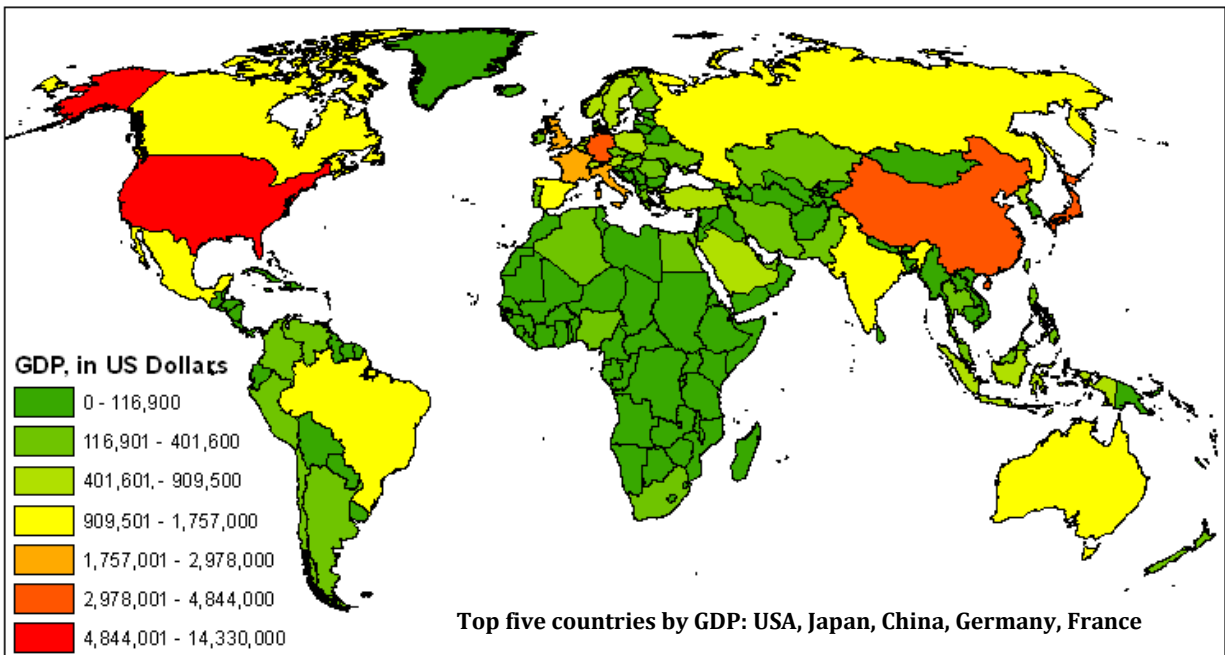 GDP, in US Dollars
0 - 116,900
116,901 - 401,600
401,601 - 909,500
909,501 - 1,757,000
1,757,001 - 2,978,000
2,978,001 - 4,844,000
4,844,001 - 14,330,000
Top five countries by GDP: USA, Japan, China, Germany, France